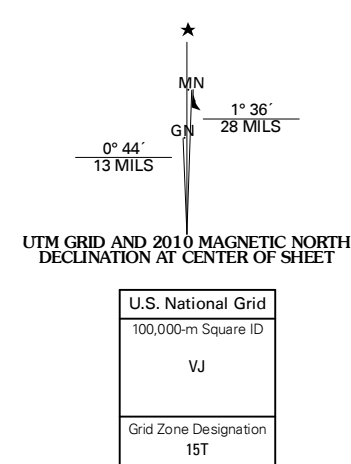 MN
GN
1° 36´
28 MILS
0° 44´
13 MILS
UTM GRID AND 2010 MAGNETIC NORTH
DECLINATION AT CENTER OF SHEET
U.S. National Grid
100,000-m Square ID
VJ
Grid Zone Designation
15T